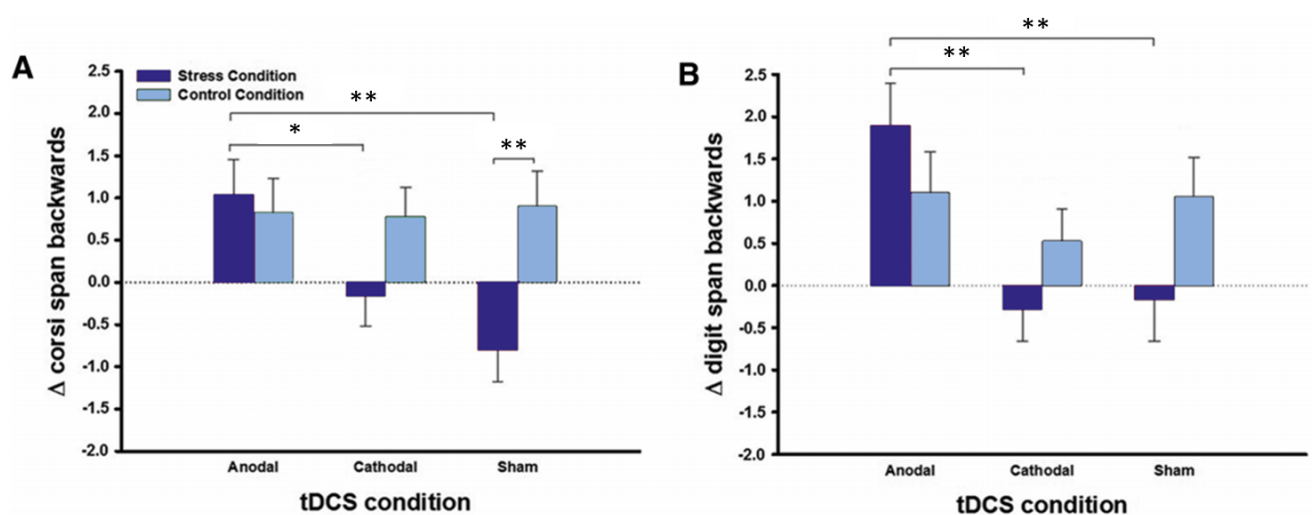 A
Stress Condition
Control Condition
**
*
**
2.5
2.0
1.5
1.0
0.5
0.0
-0.5
-1.0
-1.5
-2.0
Δ corsi span backwards
Anodal Cathodal Sham
tDCS condition
B
**
**
2.5
2.0
1.5
1.0
0.5
0.0
-0.5
-1.0
-1.5
-2.0
Δ digit span backwards
Anodal Cathodal Sham
tDCS condition